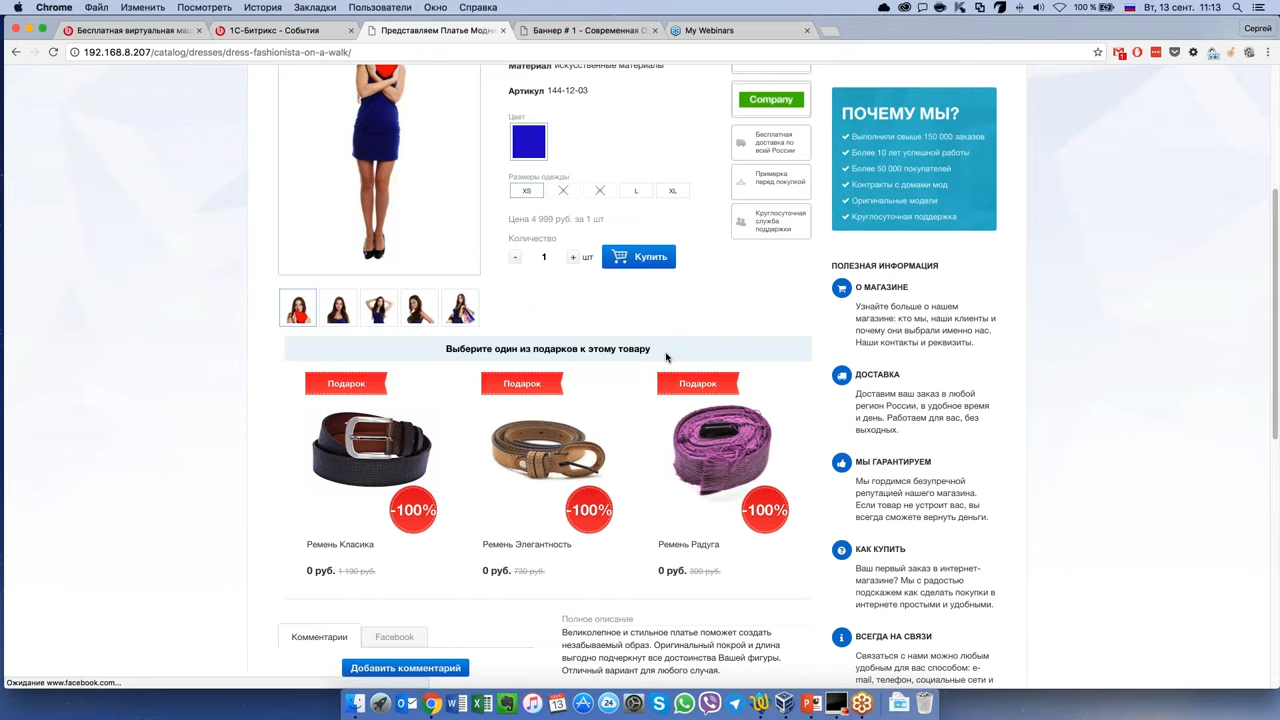 Chrome Файл Изменить Посмотреть История Закладки Пользователи Окно Справка
100 % Вт, 13 сент. 11:13
Бесплатная виртуальная маш
1С-Битрикс - События
Представляем Платье Модни
Баннер # 1 - Современная О
My Webinars
Сергей
192.168.8.207/catalog/dresses/dress-fashionista-on-a-walk/
Материал искусственные материалы
Артикул 144-12-03
Цвет
Размеры одежды
XS L XL
Цена 4 999 руб. за 1 шт
Количество
- 1 + шт Купить
Company
Бесплатная
доставка по
всей России
Примерка
перед покупкой
Круглосуточная
служба
поддержки
Выберите один из подарков к этому товару
Подарок Подарок Подарок
-100% -100% -100%
Ремень Класика Ремень Элегантность Ремень Радуга
0 руб. 1 190 руб. 0 руб. 730 руб. 0 руб. 390 руб.
Комментарии Facebook
Добавить комментарий
Полное описание
Великолепное и стильное платье поможет создать
незабываемый образ. Оригинальный покрой и длина
выгодно подчеркнут все достоинства Вашей фигуры.
Отличный вариант для любого случая.
ПОЧЕМУ МЫ?
Выполнили свыше 150 000 заказов
Более 10 лет успешной работы
Более 50 000 покупателей
Контракты с домами мод
Оригинальные модели
Круглосуточная поддержка
ПОЛЕЗНАЯ ИНФОРМАЦИЯ
О МАГАЗИНЕ
Узнайте больше о нашем
магазине: кто мы, наши клиенты и
почему они выбрали именно нас.
Наши контакты и реквизиты.
ДОСТАВКА
Доставим ваш заказ в любой
регион России, в удобное время
и день. Работаем для вас, без
выходных.
МЫ ГАРАНТИРУЕМ
Мы гордимся безупречной
репутацией нашего магазина.
Если товар не устроит вас, вы
всегда сможете вернуть деньги.
КАК КУПИТЬ
Ваш первый заказ в интернет-
магазине? Мы с радостью
подскажем как сделать покупки в
интернете простыми и удобными.
ВСЕГДА НА СВЯЗИ
Связаться с нами можно любым
удобным для вас способом: e-
mail, телефон, социальные сети и
Ожидание www.facebook.com...